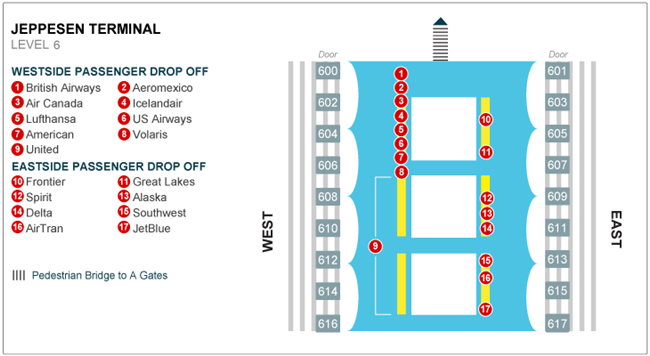 JEPPESEN TERMINAL
LEVEL 6
WESTSIDE PASSENGER DROP OFF
1 British Airways 2 Aeromexico
3 Air Canada 4 Icelandair
5 Lufthansa 6 US Airways
7 American 8 Volaris
9 United
EASTSIDE PASSENGER DROP OFF
10 Frontier 11 Great Lakes
12 Spirit 13 Alaska
14 Delta 15 Southwest
16 AirTran 17 JetBlue
Pedestrian Bridge to A Gates
WEST
Door
600
602
604
606
608
610
612
614
616
1
2
3
4
5
6
7
8
9
10
11
12
13
14
15
16
17
Door
601
603
605
607
609
611
613
615
617
EAST